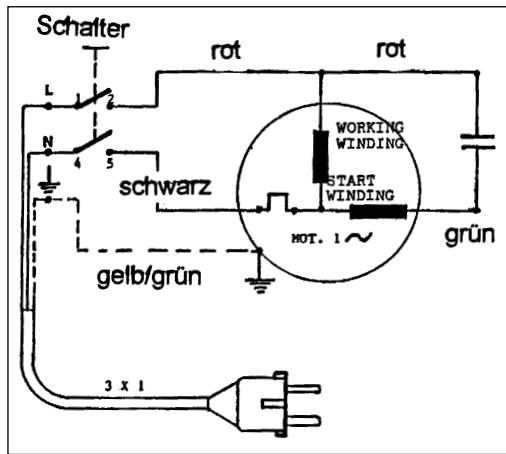 Schalter
rot
rot
L
1
2
N
4
5
WORKING
WINDING
START
WINDING
schwarz
MOT. 1 ~
grün
gelb/grün
3 X 1